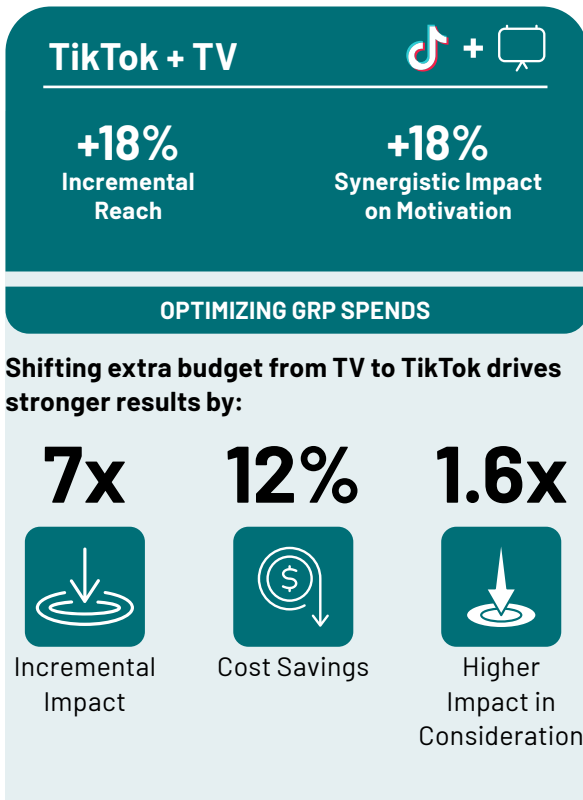 TikTok + TV
+
+18%
Incremental
Reach
+18%
Synergistic Impact
on Motivation
OPTIMIZING GRP SPENDS
Shifting extra budget from TV to TikTok drives
stronger results by:
7x
12%
1.6x
$
Incremental
Impact
Cost Savings
Higher
Impact in
Consideration